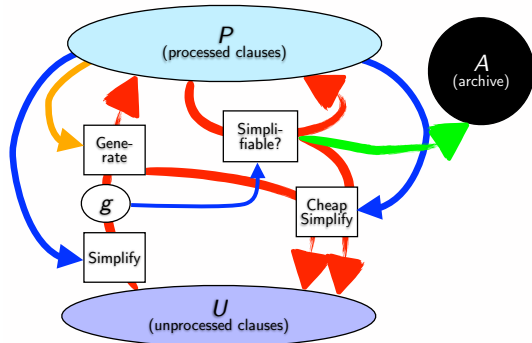 P
(processed clauses)
A
(archive)
Simpli-
fiable?
Gene-
rate
g
Cheap
Simplify
Simplify
U
(unprocessed clauses)